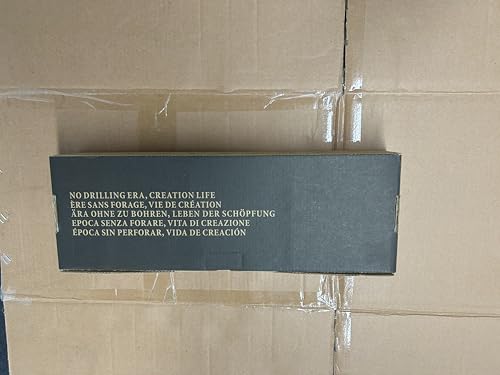 NO DRILLING ERA, CREATION LIFE
ÈRE SANS FORAGE, VIE DE CRÉATION
ÄRA OHNE ZU BOHREN, LEBEN DER SCHÖPFUNG
EPOCA SENZA FORARE, VITA DI CREAZIONE
ÉPOCA SIN PERFORAR, VIDA DE CREACIÓN